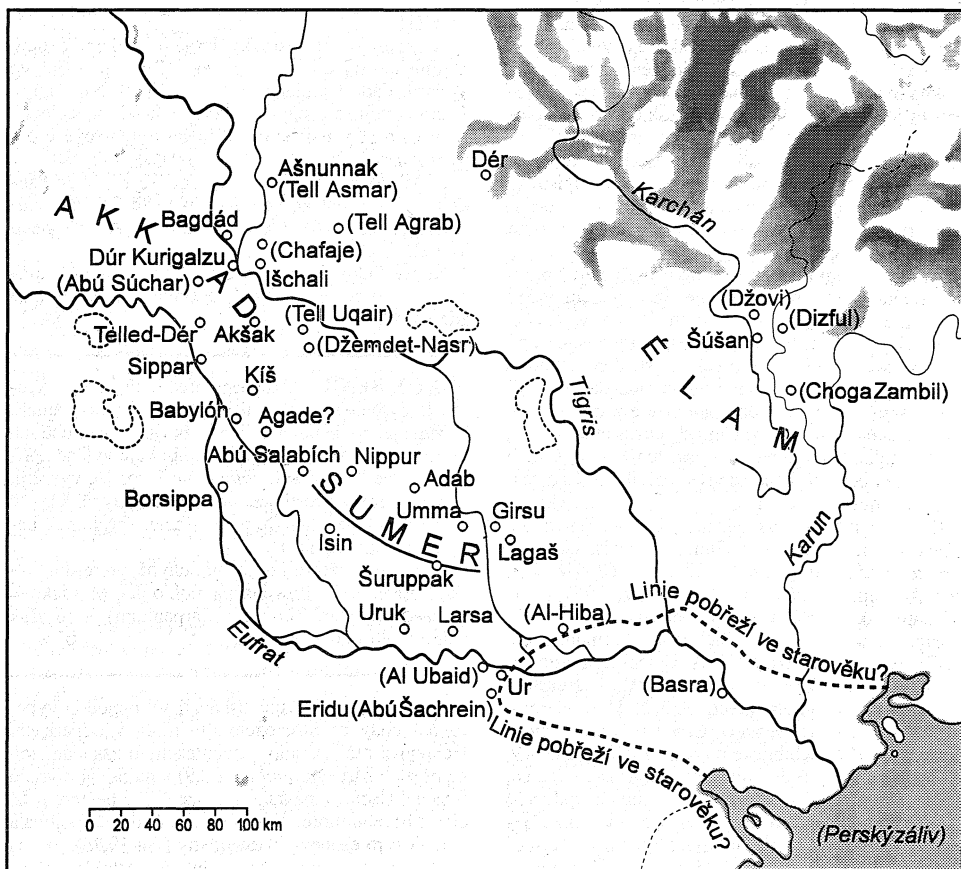 Dér
Ašnunnak
(Tell Asmar)
AKKAD
Bagdád
(Tell Agrab)
Karchán
(Chafaje)
Dúr Kurigalzu
(Abú Súchar)
Išchali
(Džovi)
(Dizful)
Telled-Dér
Akšak
(Tell Uqair)
Šúšan
(Džemdet-Nasr)
ÉLAM
Sippar
Kíš
Tigris
(Choga Zambil)
Babylón
Agade?
Abú Salabích
Nippur
Adab
Borsippa
SUMER
Umma
Girsu
Isin
Lagaš
Karun
Šuruppak
Linie pobřeží ve starověku?
Uruk
Larsa
(Al-Hiba)
Eufrat
(Al Ubaid)
Ur
(Basra)
Eridu (Abú Šachrein)
Linie pobřeží ve starověku?
0 20 40 60 80 100 km
(Perský záliv)